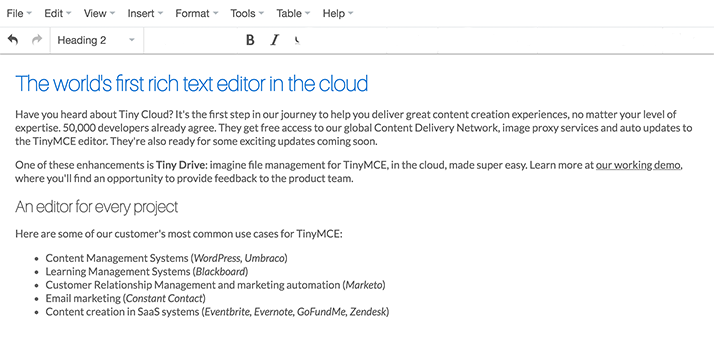 File Edit View Insert Format Tools Table Help
Heading 2 B I
The world's first rich text editor in the cloud
Have you heard about Tiny Cloud? It's the first step in our journey to help you deliver great content creation experiences, no matter your level of
expertise. 50,000 developers already agree. They get free access to our global Content Delivery Network, image proxy services and auto updates to
the TinyMCE editor. They're also ready for some exciting updates coming soon.
One of these enhancements is Tiny Drive: imagine file management for TinyMCE, in the cloud, made super easy. Learn more at our working demo,
where you'll find an opportunity to provide feedback to the product team.
An editor for every project
Here are some of our customer's most common use cases for TinyMCE:
• Content Management Systems (WordPress, Umbraco)
• Learning Management Systems (Blackboard)
• Customer Relationship Management and marketing automation (Marketo)
• Email marketing (Constant Contact)
• Content creation in SaaS systems (Eventbrite, Evernote, GoFundMe, Zendesk)